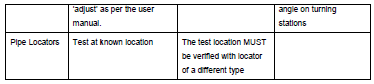 'adjust' as per the user
manual.
angle on turning
stations
Pipe Locators
Test at known location
The test location MUST
be verified with locator
of a different type